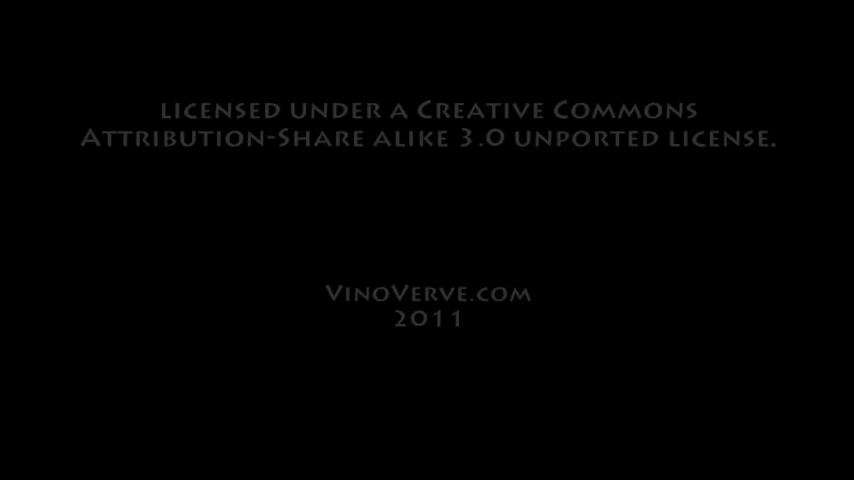 licensed under a Creative Commons
Attribution-Share alike 3.0 unported license.
VinoVerve.com
2011